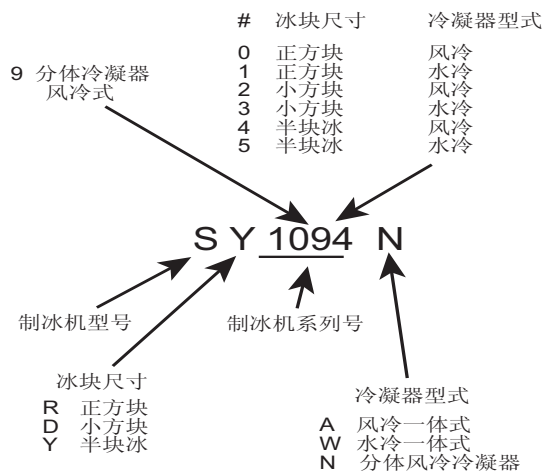 # 冰块尺寸 冷凝器型式
0 正方块 风冷
1 正方块 水冷
2 小方块 风冷
3 小方块 水冷
4 半块冰 风冷
5 半块冰 水冷
9 分体冷凝器
风冷式
S Y 1094 N
制冰机型号
制冰机系列号
冰块尺寸
R 正方块
D 小方块
Y 半块冰
冷凝器型式
A 风冷一体式
W 水冷一体式
N 分体风冷冷凝器